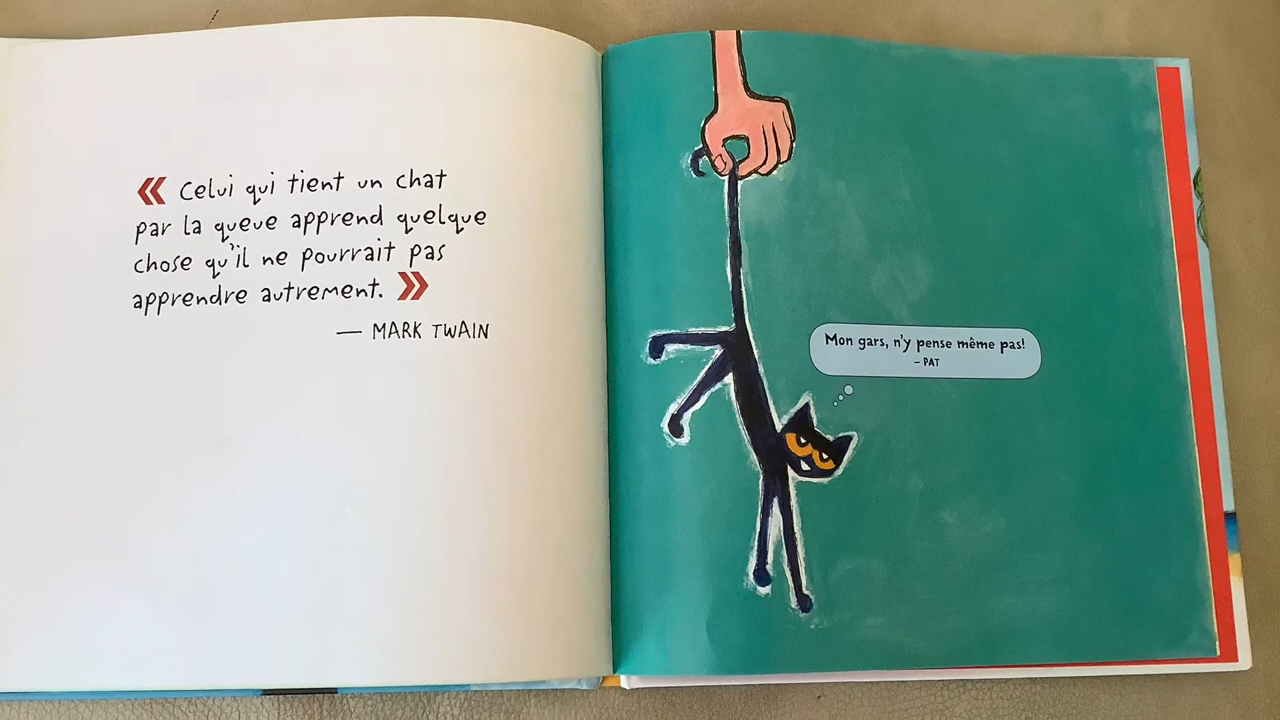 « Celui qui tient un chat
par la queue apprend quelque
chose qu'il ne pourrait pas
apprendre autrement. »
— MARK TWAIN
Mon gars, n'y pense même pas!
– PAT